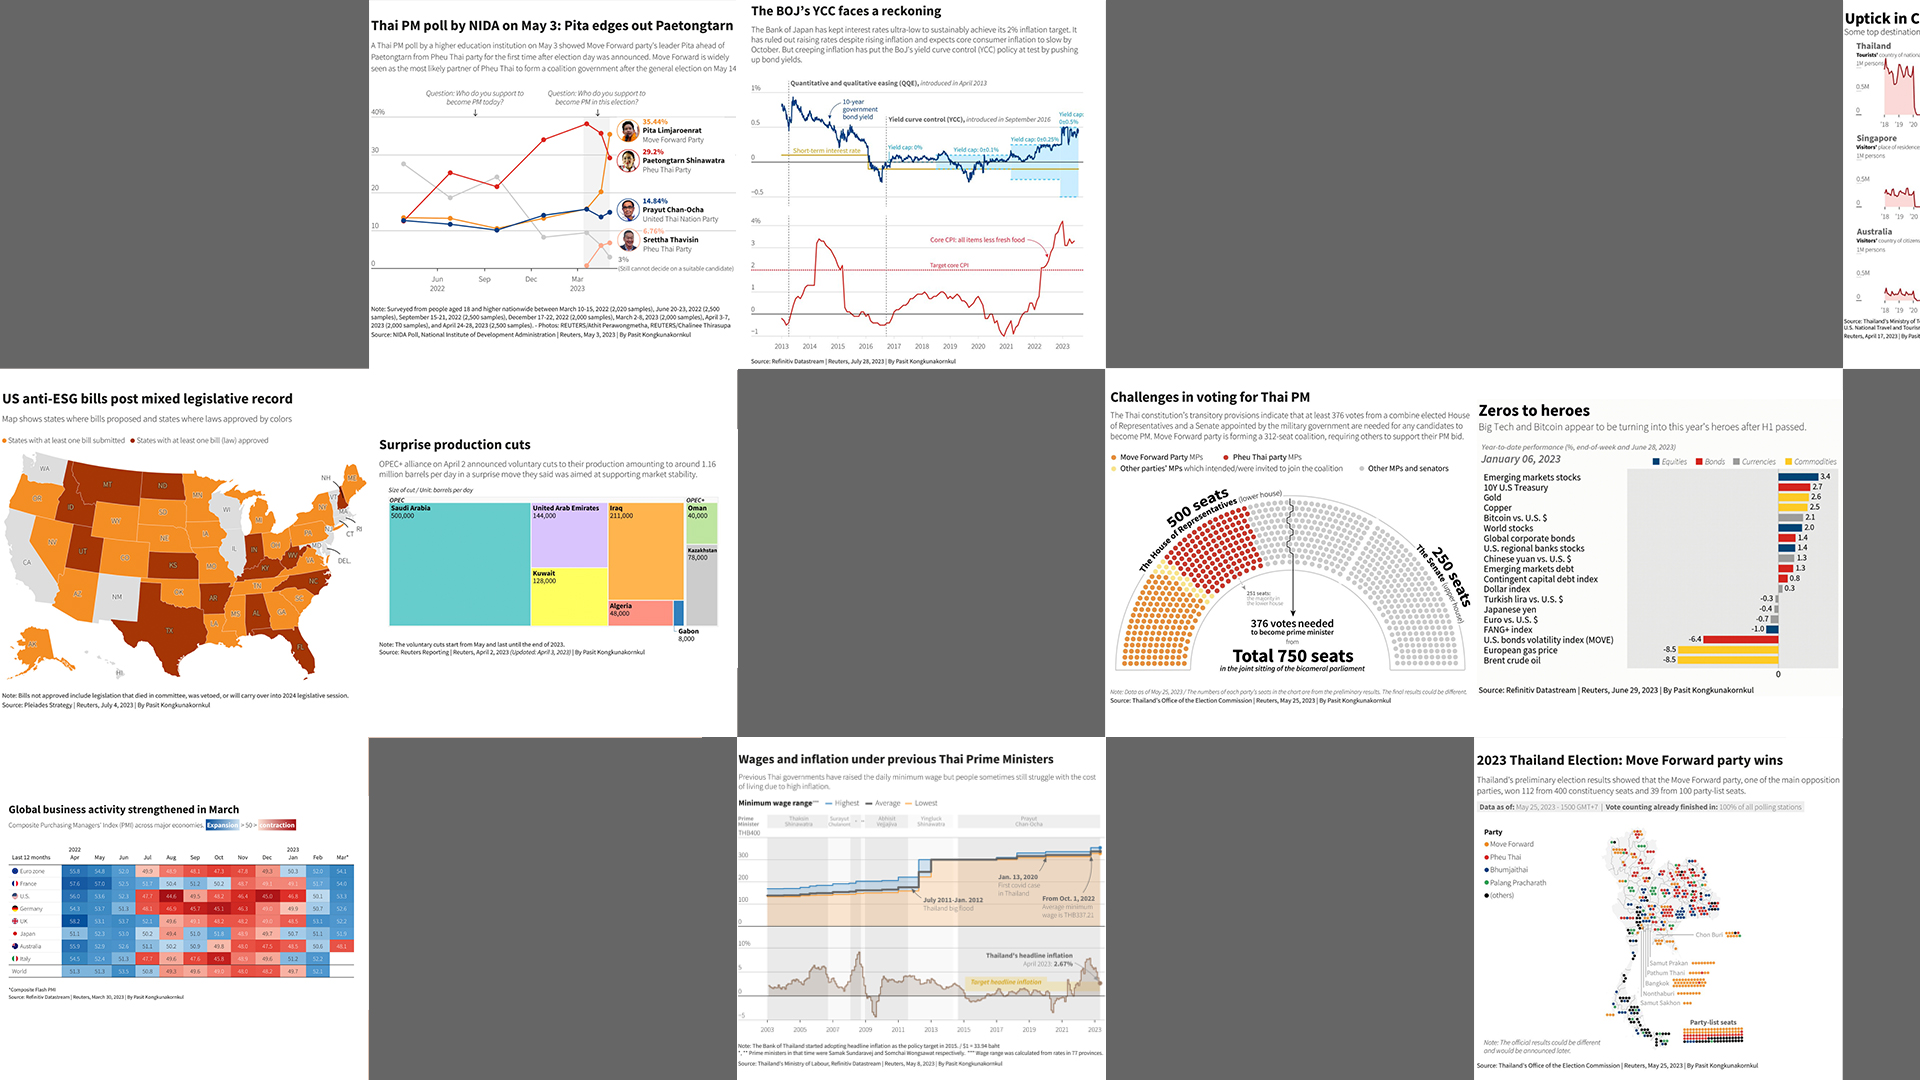 Thai PM poll by NIDA on May 3: Pita edges out Paetongtarn
A Thai PM poll by a higher education institution on May 3 showed Move Forward party's leader Pita ahead of
Paetongtarn from Pheu Thai party for the first time after election day was announced. Move Forward is widely
seen as the most likely partner of Pheu Thai to form a coalition government after the general election on May 14
Question: Who do you support to
become PM today?
Question: Who do you support to
become PM in this election?
40%
30
20
10
0
35.44%
Pita Limjaroenrat
Move Forward Party
29.2%
Paetongtarn Shinawatra
Pheu Thai Party
14.84%
Prayut Chan-Ocha
United Thai Nation Party
6.76%
Srettha Thavisin
Pheu Thai Party
3%
(Still cannot decide on a suitable candidate)
Jun Sep Dec Mar
2022 2023
Note: Surveyed from people aged 18 and higher nationwide between March 10-15, 2022 (2,020 samples), June 20-23, 2022 (2,500
samples), September 15-21, 2022 (2,500 samples), December 17-22, 2022 (2,000 samples), March 2-8, 2023 (2,000 samples), April 3-7,
2023 (2,000 samples), and April 24-28, 2023 (2,500 samples). - Photos: REUTERS/Athit Perawongmetha, REUTERS/Chalinee Thirasupa
Source: NIDA Poll, National Institute of Development Administration | Reuters, May 3, 2023 | By Pasit Kongkunakornkul
The BOJ's YCC faces a reckoning
The Bank of Japan has kept interest rates ultra-low to sustainably achieve its 2% inflation target. It
has ruled out raising rates despite rising inflation and expects core consumer inflation to slow by
October. But creeping inflation has put the BoJ's yield curve control (YCC) policy at test by pushing
up bond yields.
Quantitative and qualitative easing (QQE), introduced in April 2013
1%
0.5
0
−0.5
10-year
government
bond yield
Yield curve control (YCC), introduced in September 2016
Yield cap:
0±0.5%
Yield cap: 0±0.25%
Yield cap: 0%
Yield cap: 0±0.1%
Short-term interest rate
4%
3
2
1
0
−1
Core CPI: all items less fresh food
Target core CPI
2013 2014 2015 2016 2017 2018 2019 2020 2021 2022 2023
Source: Refinitiv Datastream | Reuters, July 28, 2023 | By Pasit Kongkunakornkul
Uptick in C
Some top destination
Thailand
Tourists' country of nationa
1M persons
0.5M
0
'18 '19 '20
Singapore
Visitors' place of residence
1M persons
0.5M
0
'18 '19 '20
Australia
Visitors' country of citizens
1M persons
0.5M
0
'18 '19 '20
Source: Thailand's Ministry of T
U.S. National Travel and Tourism
Reuters, April 17, 2023 | By Pasit
US anti-ESG bills post mixed legislative record
Map shows states where bills proposed and states where laws approved by colors
States with at least one bill submitted States with at least one bill (law) approved
WA MT ND MN NH ME
OR ID SD WI MI NY VT MA
WY IA RI
NV UT NE IL IN PA NJ CT
CA CO KS MO KY WV VA MD DEL.
AZ NM OK AR TN NC
TX LA MS AL GA SC
AK HI FL
Note: Bills not approved include legislation that died in committee, was vetoed, or will carry over into 2024 legislative session.
Source: Pleiades Strategy | Reuters, July 4, 2023 | By Pasit Kongkunakornkul
Surprise production cuts
OPEC+ alliance on April 2 announced voluntary cuts to their production amounting to around 1.16
million barrels per day in a surprise move they said was aimed at supporting market stability.
Size of cut / Unit: barrels per day
OPEC OPEC+
Saudi Arabia
500,000
United Arab Emirates
144,000
Iraq
211,000
Oman
40,000
Kazakhstan
78,000
Kuwait
128,000
Algeria
48,000
Gabon
8,000
Note: The voluntary cuts start from May and last until the end of 2023.
Source: Reuters Reporting | Reuters, April 2, 2023 (Updated: April 3, 2023) | By Pasit Kongkunakornkul
Challenges in voting for Thai PM
The Thai constitution's transitory provisions indicate that at least 376 votes from a combine elected House
of Representatives and a Senate appointed by the military government are needed for any candidates to
become PM. Move Forward party is forming a 312-seat coalition, requiring others to support their PM bid.
Move Forward Party MPs Pheu Thai party MPs
Other parties' MPs which intended/were invited to join the coalition Other MPs and senators
500 seats
The House of Representatives (lower house)
250 seats
The Senate (upper house)
251 seats:
the majority in
the lower house
376 votes needed
to become prime minister
from
Total 750 seats
in the joint sitting of the bicameral parliament
Note: Data as of May 25, 2023 / The numbers of each party's seats in the chart are from the preliminary results. The final results could be different.
Source: Thailand's Office of the Election Commission | Reuters, May 25, 2023 | By Pasit Kongkunakornkul
Zeros to heroes
Big Tech and Bitcoin appear to be turning into this year's heroes after H1 passed.
Year-to-date performance (%, end-of-week and June 28, 2023)
January 06, 2023
Equities Bonds Currencies Commodities
Emerging markets stocks 3.4
10Y U.S Treasury 2.7
Gold 2.6
Copper 2.5
Bitcoin vs. U.S. $ 2.1
World stocks 2.0
Global corporate bonds 1.4
U.S. regional banks stocks 1.4
Chinese yuan vs. U.S. $ 1.3
Emerging markets debt 1.3
Contingent capital debt index 0.8
Dollar index 0.3
Turkish lira vs. U.S. $ -0.3
Japanese yen -0.4
Euro vs. U.S. $ -0.7
FANG+ index -1.0
U.S. bonds volatility index (MOVE) -6.4
European gas price -8.5
Brent crude oil -8.5
0
Source: Refinitiv Datastream | Reuters, June 29, 2023 | By Pasit Kongkunakornkul
Global business activity strengthened in March
Composite Purchasing Managers' Index (PMI) across major economies, Expansion > 50 > contraction
2022 2023
Last 12 months Apr May Jun Jul Aug Sep Oct Nov Dec Jan Feb Mar*
Euro zone
France
U.S.
Germany
UK
Japan
Australia
Italy
World
*Composite Flash PMI
Source: Refinitiv Datastream | Reuters, March 30, 2023 | By Pasit Kongkunakornkul
Wages and inflation under previous Thai Prime Ministers
Previous Thai governments have raised the daily minimum wage but people sometimes still struggle with the cost
of living due to high inflation.
Minimum wage range*** Highest Average Lowest
Prime
Minister
Thaksin
Shinawatra
Surayut
Chulanont
Abhisit
Vejjajiva
Yingluck
Shinawatra
Prayut
Chan-Ocha
THB400
300
200
100
0
Jan. 13, 2020
First covid case
in Thailand
July 2011-Jan. 2012
Thailand big flood
From Oct. 1, 2022
Average minimum
wage is THB337.21
10%
5
0
−5
Thailand's headline inflation
April 2023: 2.67%
Target headline inflation
2003 2005 2007 2009 2011 2013 2015 2017 2019 2021 2023
Note: The Bank of Thailand started adopting headline inflation as the policy target in 2015. / $1 = 33.94 baht
*, ** Prime ministers in that time were Samak Sundaravej and Somchai Wongsawat respectively. ***Wage range was calculated from rates in 77 provinces.
Source: Thailand's Ministry of Labour, Refinitiv Datastream | Reuters, May 8, 2023 | By Pasit Kongkunakornkul
2023 Thailand Election: Move Forward party wins
Thailand's preliminary election results showed that the Move Forward party, one of the main opposition
parties, won 112 from 400 constituency seats and 39 from 100 party-list seats.
Data as of: May 25, 2023 - 1500 GMT+7 | Vote counting already finished in: 100% of all polling stations
Party
Move Forward
Pheu Thai
Bhumjaithai
Palang Pracharath
(others)
Chon Buri
Samut Prakan
Pathum Thani
Bangkok
Nonthaburi
Samut Sakhon
Party-list seats
Note: The official results could be different
and would be announced later.
Source: Thailand's Office of the Election Commission | Reuters, May 25, 2023 | By Pasit Kongkunakornkul